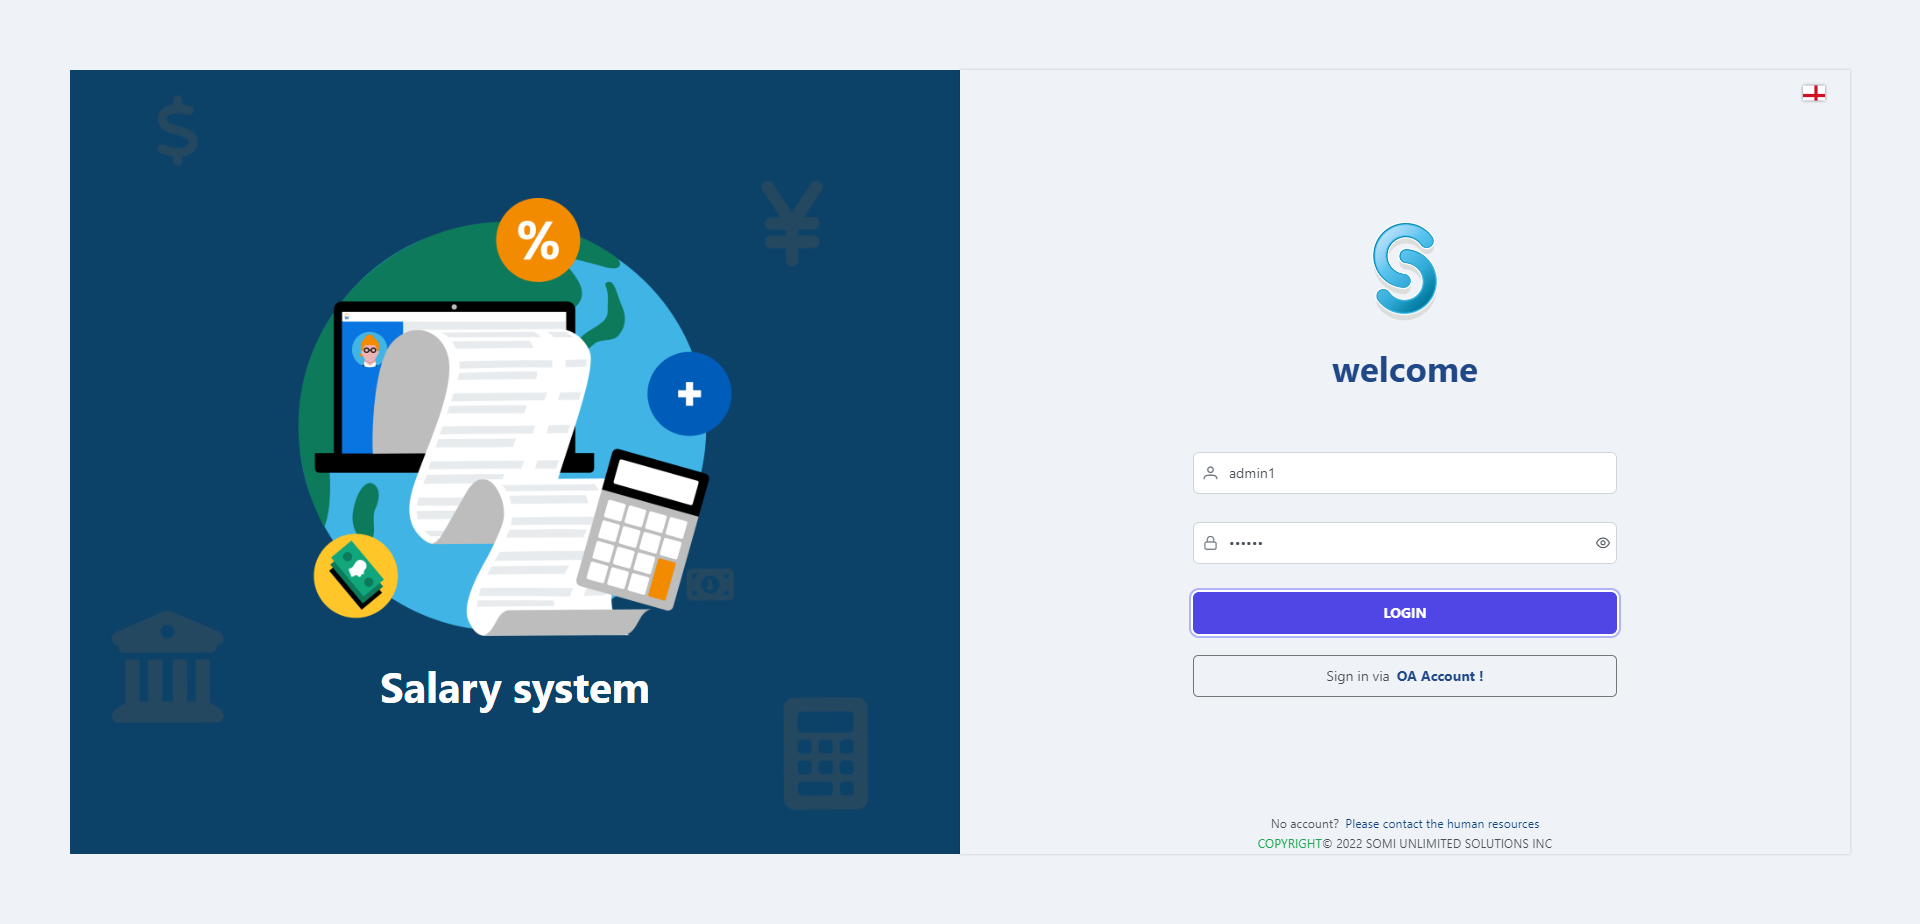 %
Salary system
welcome
admin1
••••••
LOGIN
Sign in via OA Account !
No account? Please contact the human resources
COPYRIGHT© 2022 SOMI UNLIMITED SOLUTIONS INC